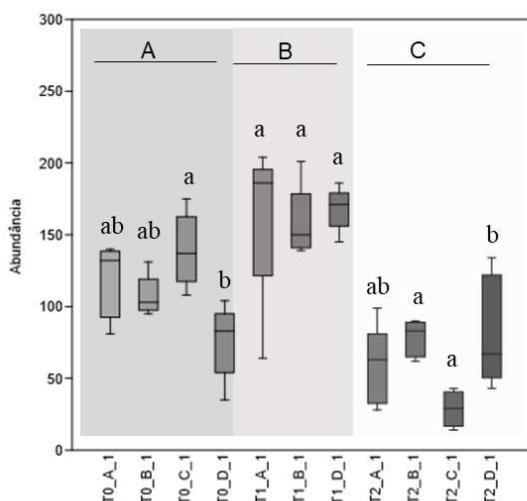 300
250
200
150
100
50
0
Abundância
A B C
ab ab a b a a a ab a a b
T0_A_1 T0_B_1 T0_C_1 T0_D_1 T1_A_1 T1_B_1 T1_D_1 T2_A_1 T2_B_1 T2_C_1 T2_D_1